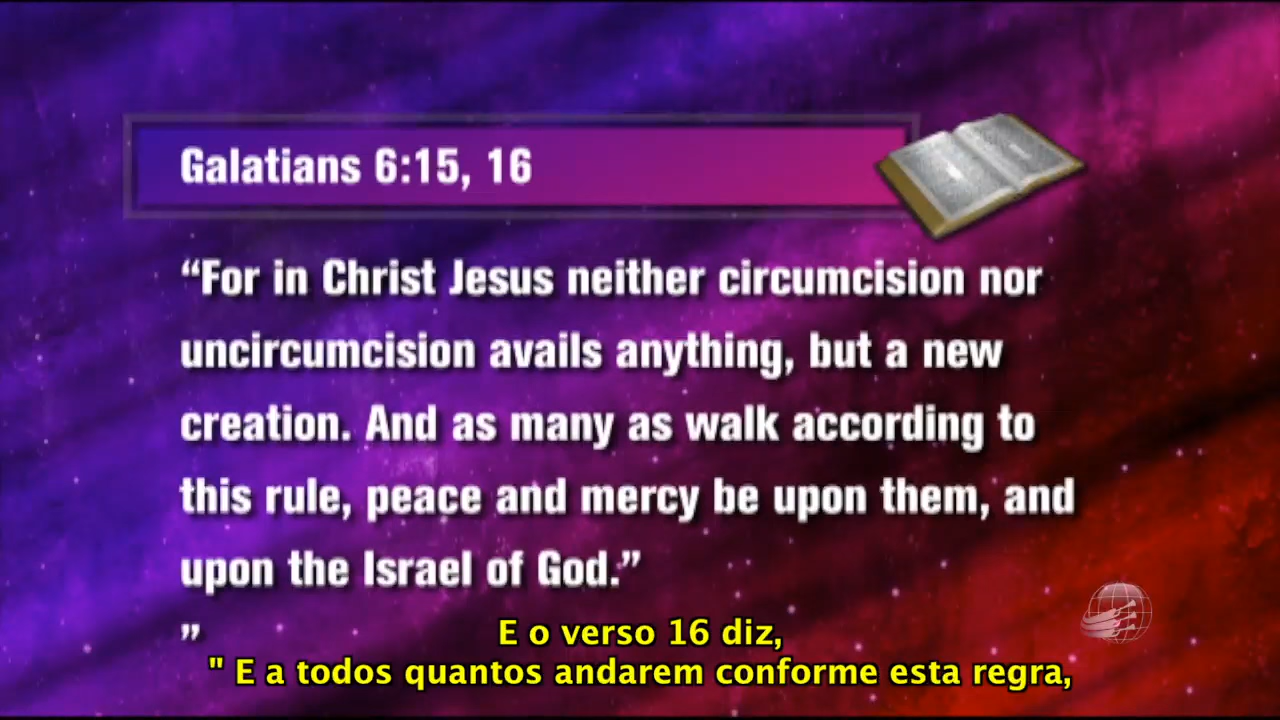 Galatians 6:15, 16
“For in Christ Jesus neither circumcision nor
uncircumcision avails anything, but a new
creation. And as many as walk according to
this rule, peace and mercy be upon them, and
upon the Israel of God.”
”
E o verso 16 diz,
" E a todos quantos andarem conforme esta regra,